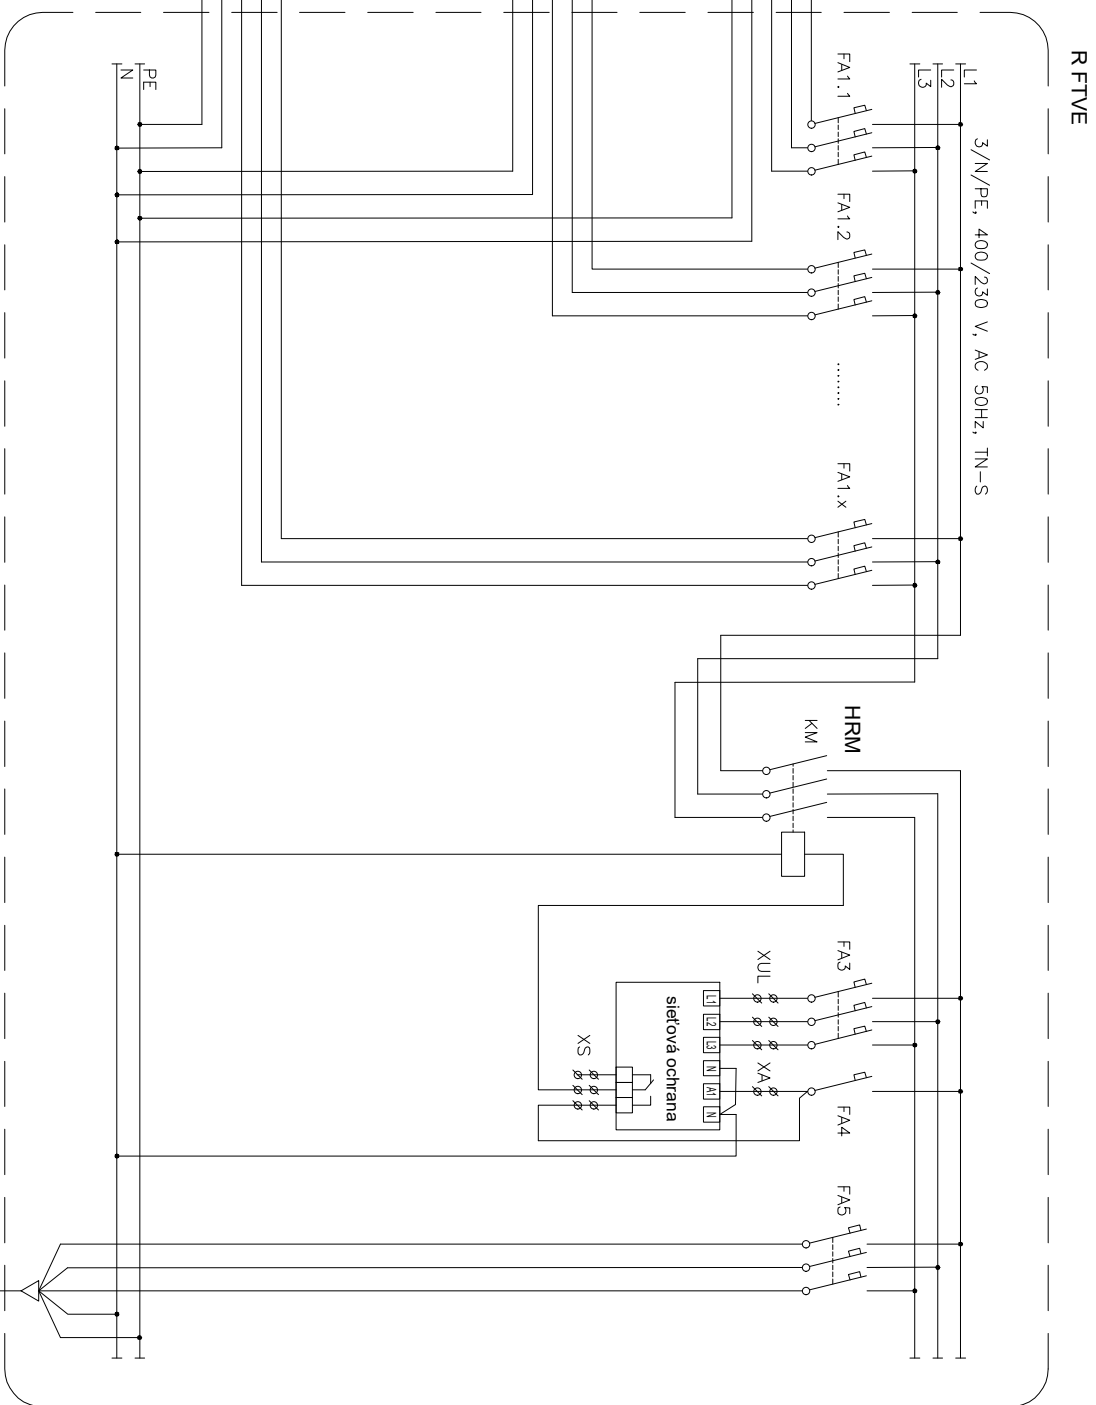 R FTVE
L1
L2
L3
3/N/PE, 400/230 V, AC 50Hz, TN-S
FA1.1
FA1.2
........
FA1.x
HRM
KM
FA3
FA4
FA5
XUL
XA
L1
L2
L3
N
A1
N
sieťová ochrana
XS
PE
N